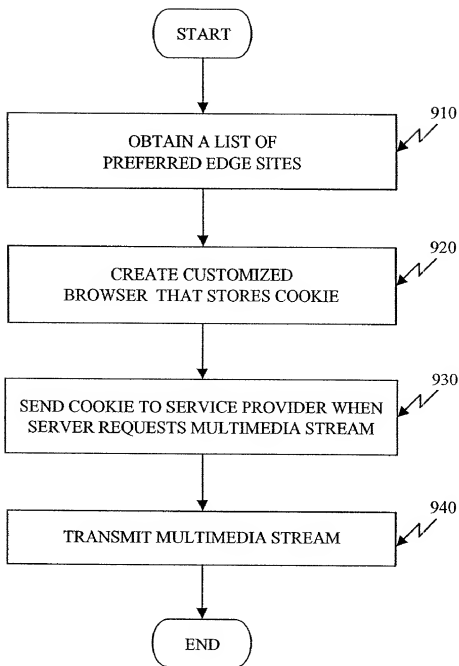 START
910
OBTAIN A LIST OF
PREFERRED EDGE SITES
920
CREATE CUSTOMIZED
BROWSER THAT STORES COOKIE
930
SEND COOKIE TO SERVICE PROVIDER WHEN
SERVER REQUESTS MULTIMEDIA STREAM
940
TRANSMIT MULTIMEDIA STREAM
END